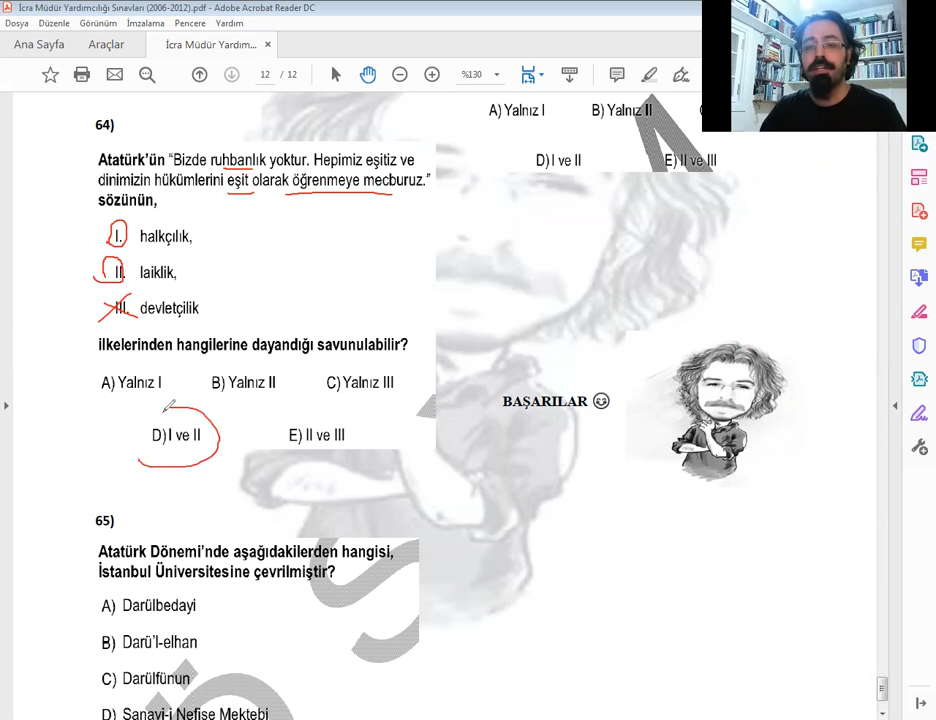 İcra Müdür Yardımcılığı Sınavları (2006-2012).pdf - Adobe Acrobat Reader DC
Dosya Düzenle Görünüm İmzalama Pencere Yardım
Ana Sayfa Araçlar İcra Müdür Yardım... ×
12 / 12 %130
A) Yalnız I B) Yalnız II
D) I ve II E) II ve III
64)
Atatürk’ün “Bizde ruhbanlık yoktur. Hepimiz eşitiz ve
dinimizin hükümlerini eşit olarak öğrenmeye mecburuz.”
sözünün,
I. halkçılık,
II. laiklik,
III. devletçilik
ilkelerinden hangilerine dayandığı savunulabilir?
A) Yalnız I B) Yalnız II C) Yalnız III
D) I ve II E) II ve III
BAŞARILAR
65)
Atatürk Dönemi’nde aşağıdakilerden hangisi,
İstanbul Üniversitesine çevrilmiştir?
A) Darülbedayi
B) Darü’l-elhan
C) Darülfünun
D) Sanayi-i Nefise Mektebi